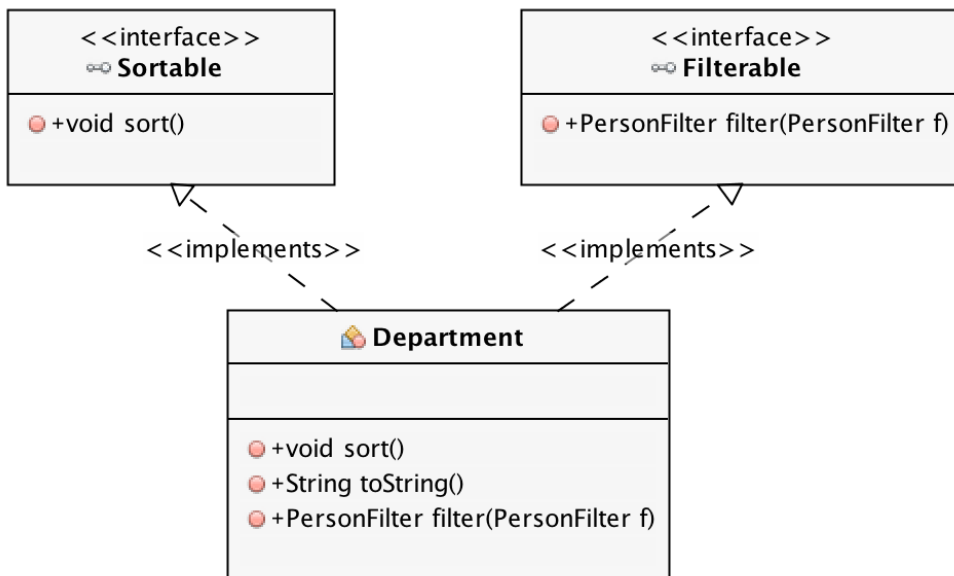 <<interface>>
Sortable
+void sort()
<<interface>>
Filterable
+PersonFilter filter(PersonFilter f)
<<implements>>
<<implements>>
Department
+void sort()
+String toString()
+PersonFilter filter(PersonFilter f)